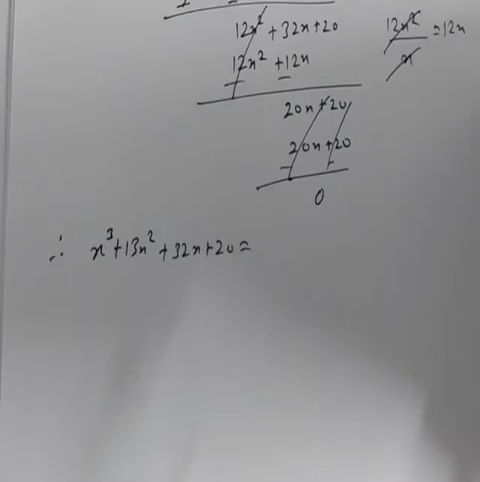 12x² + 32x + 20
12x²/x = 12x
12x² + 12x
- -
20x + 20
20x + 20
- -
0
∴ x³ + 13x² + 32x + 20 =